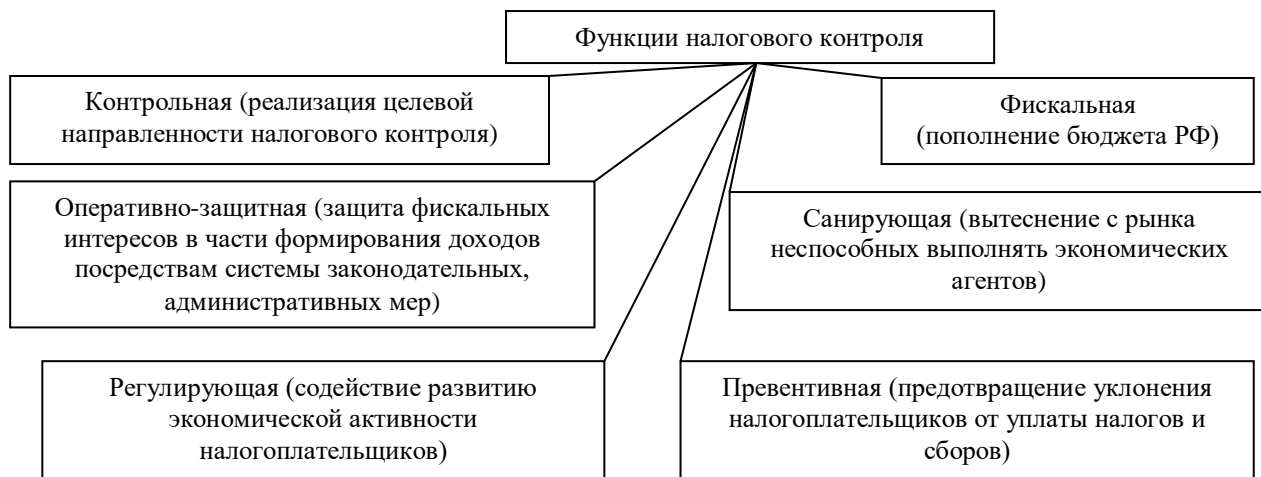 Функции налогового контроля
Контрольная (реализация целевой
направленности налогового контроля)
Фискальная
(пополнение бюджета РФ)
Оперативно-защитная (защита фискальных
интересов в части формирования доходов
посредствам системы законодательных,
административных мер)
Санирующая (вытеснение с рынка
неспособных выполнять экономических
агентов)
Регулирующая (содействие развитию
экономической активности
налогоплательщиков)
Превентивная (предотвращение уклонения
налогоплательщиков от уплаты налогов и
сборов)